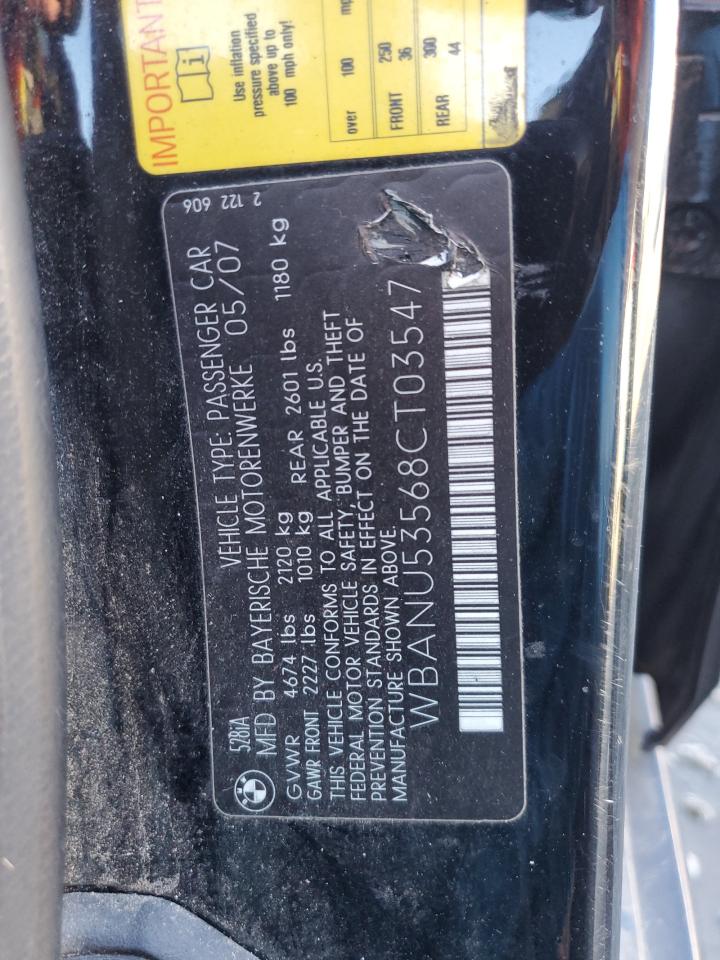 IMPORTANT
Use inflation
pressure specified
above up to
100 mph only!
over 100 mp
FRONT 250
36
REAR 300
44
2 122 606
528iA VEHICLE TYPE: PASSENGER CAR
MFD BY BAYERISCHE MOTORENWERKE 05/07
GVWR 4674 lbs 2120 kg
GAWR FRONT 2227 lbs 1010 kg REAR 2601 lbs 1180 kg
THIS VEHICLE CONFORMS TO ALL APPLICABLE U.S.
FEDERAL MOTOR VEHICLE SAFETY, BUMPER AND THEFT
PREVENTION STANDARDS IN EFFECT ON THE DATE OF
MANUFACTURE SHOWN ABOVE.
WBANU53568CT03547